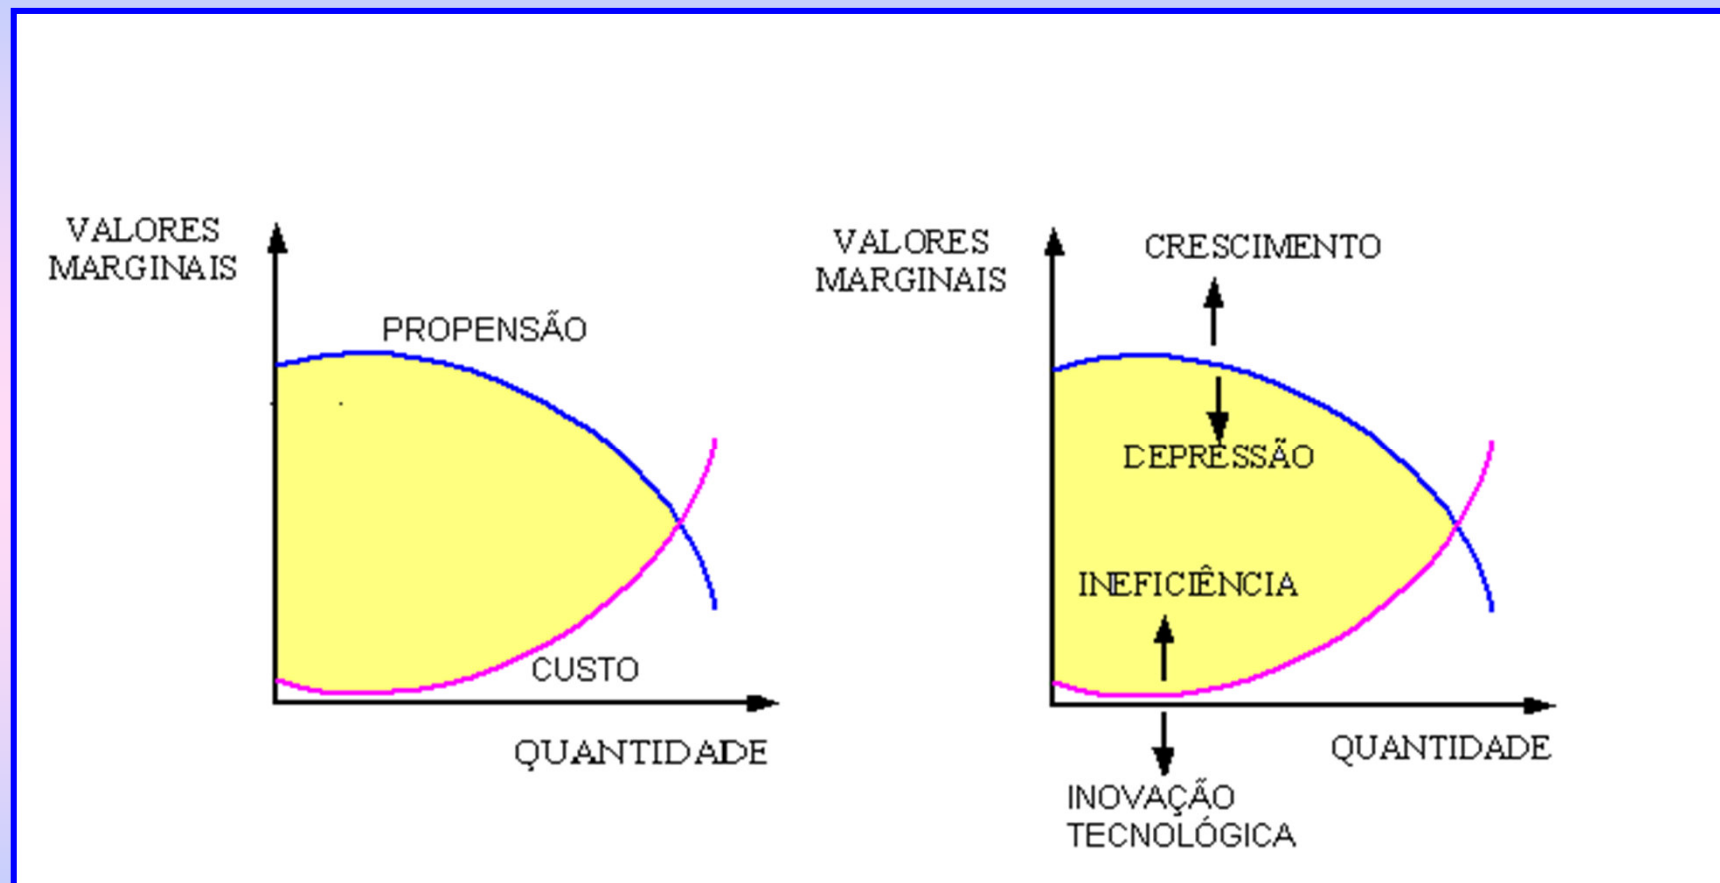 VALORES
MARGINAIS
PROPENSÃO
CUSTO
QUANTIDADE
VALORES
MARGINAIS
CRESCIMENTO
DEPRESSÃO
INEFICIÊNCIA
QUANTIDADE
INOVAÇÃO
TECNOLÓGICA